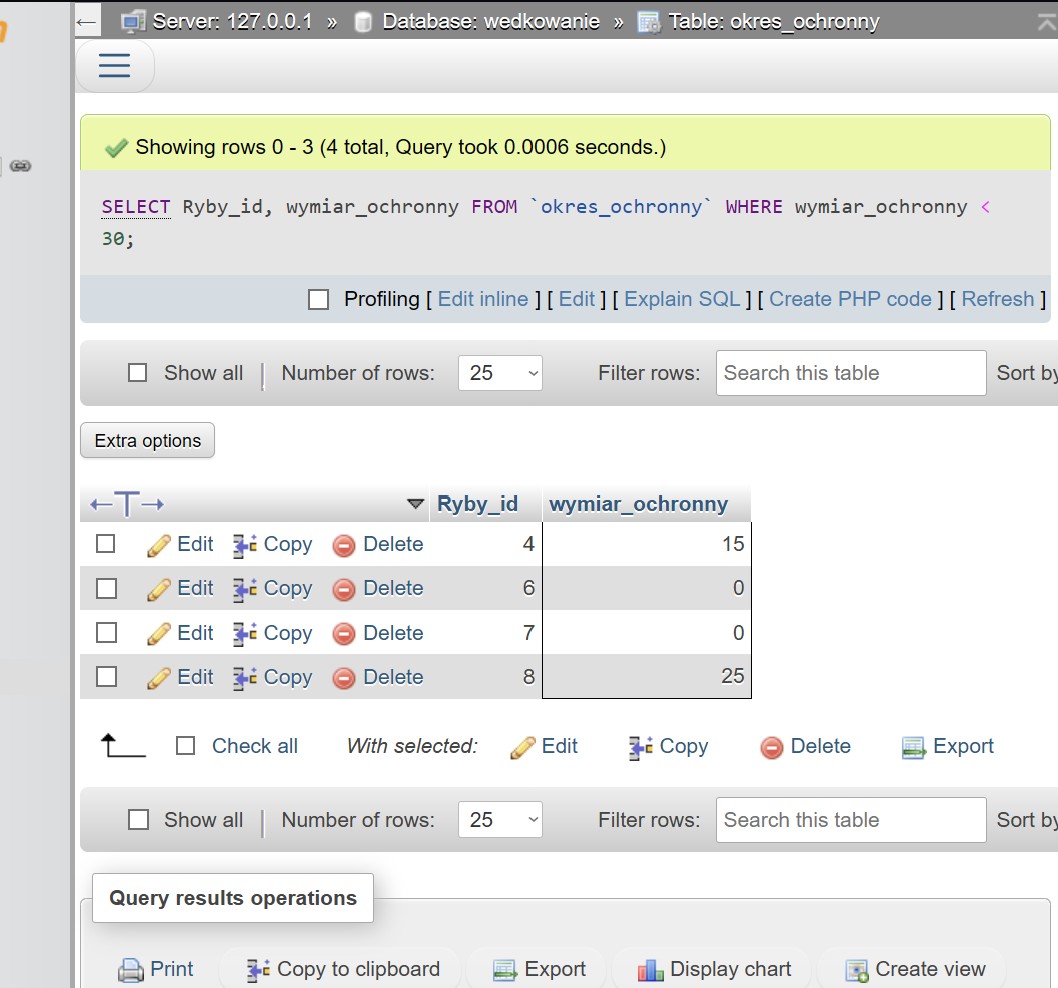 Server: 127.0.0.1 » Database: wedkowanie » Table: okres_ochronny
Showing rows 0 - 3 (4 total, Query took 0.0006 seconds.)
SELECT Ryby_id, wymiar_ochronny FROM `okres_ochronny` WHERE wymiar_ochronny <
30;
Profiling [ Edit inline ] [ Edit ] [ Explain SQL ] [ Create PHP code ] [ Refresh ]
Show all | Number of rows: 25 Filter rows: Search this table Sort by
Extra options
←T→ Ryby_id wymiar_ochronny
Edit Copy Delete 4 15
Edit Copy Delete 6 0
Edit Copy Delete 7 0
Edit Copy Delete 8 25
Check all With selected: Edit Copy Delete Export
Show all | Number of rows: 25 Filter rows: Search this table Sort by
Query results operations
Print Copy to clipboard Export Display chart Create view